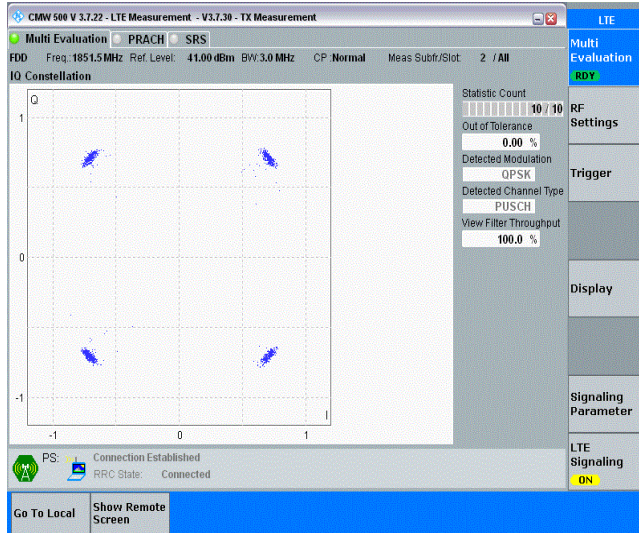 CMW 500 V 3.7.22 - LTE Measurement - V3.7.30 - TX Measurement
LTE
Multi Evaluation PRACH SRS
Multi
Evaluation
RDY
FDD Freq.:1851.5 MHz Ref. Level: 41.00 dBm BW:3.0 MHz CP :Normal Meas Subfr./Slot: 2 / All
IQ Constellation
Q
1
0
-1
-1 0 1
I
Statistic Count
10 / 10
Out of Tolerance
0.00 %
Detected Modulation
QPSK
Detected Channel Type
PUSCH
View Filter Throughput
100.0 %
RF
Settings
Trigger
Display
Signaling
Parameter
LTE
Signaling
ON
PS: Connection Established
RRC State: Connected
Go To Local
Show Remote
Screen